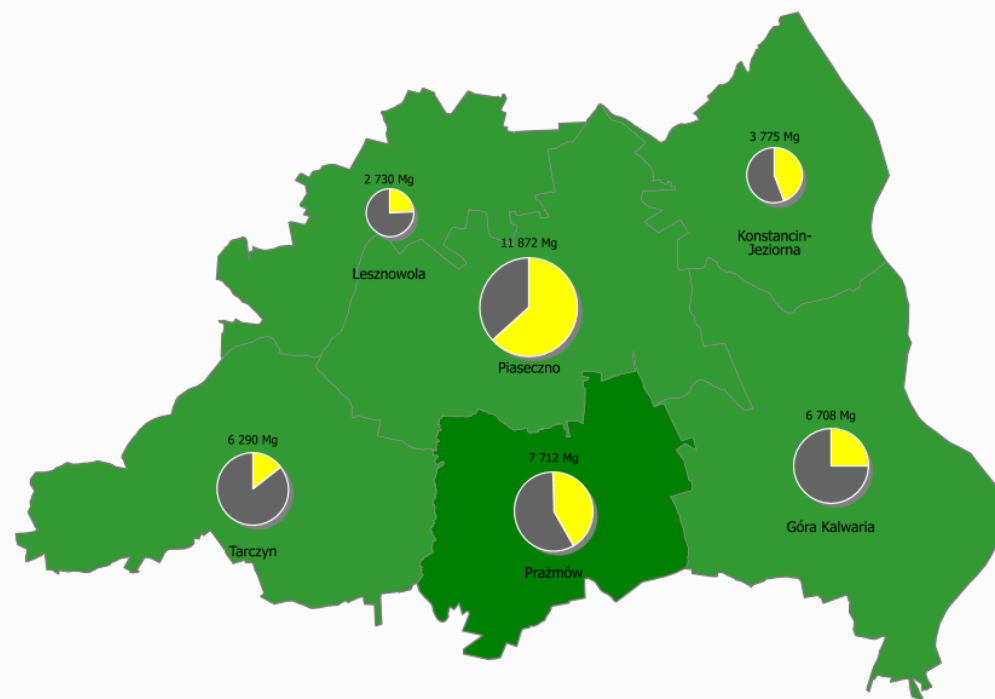 3 775 Mg
Konstancin-
Jeziorna
2 730 Mg
Lesznowola
11 872 Mg
Piaseczno
6 290 Mg
Tarczyn
7 712 Mg
Prażmów
6 708 Mg
Góra Kalwaria